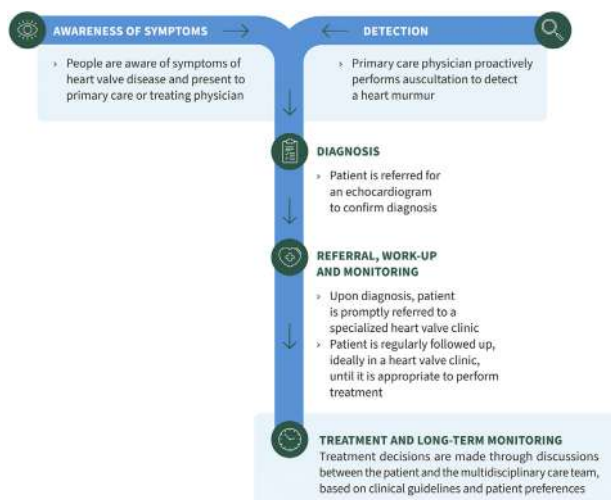 AWARENESS OF SYMPTOMS
› People are aware of symptoms of
heart valve disease and present to
primary care or treating physician
DETECTION
› Primary care physician proactively
performs auscultation to detect
a heart murmur
DIAGNOSIS
› Patient is referred for
an echocardiogram
to confirm diagnosis
REFERRAL, WORK-UP
AND MONITORING
› Upon diagnosis, patient
is promptly referred to a
specialized heart valve clinic
› Patient is regularly followed up,
ideally in a heart valve clinic,
until it is appropriate to perform
treatment
TREATMENT AND LONG-TERM MONITORING
Treatment decisions are made through discussions
between the patient and the multidisciplinary care team,
based on clinical guidelines and patient preferences